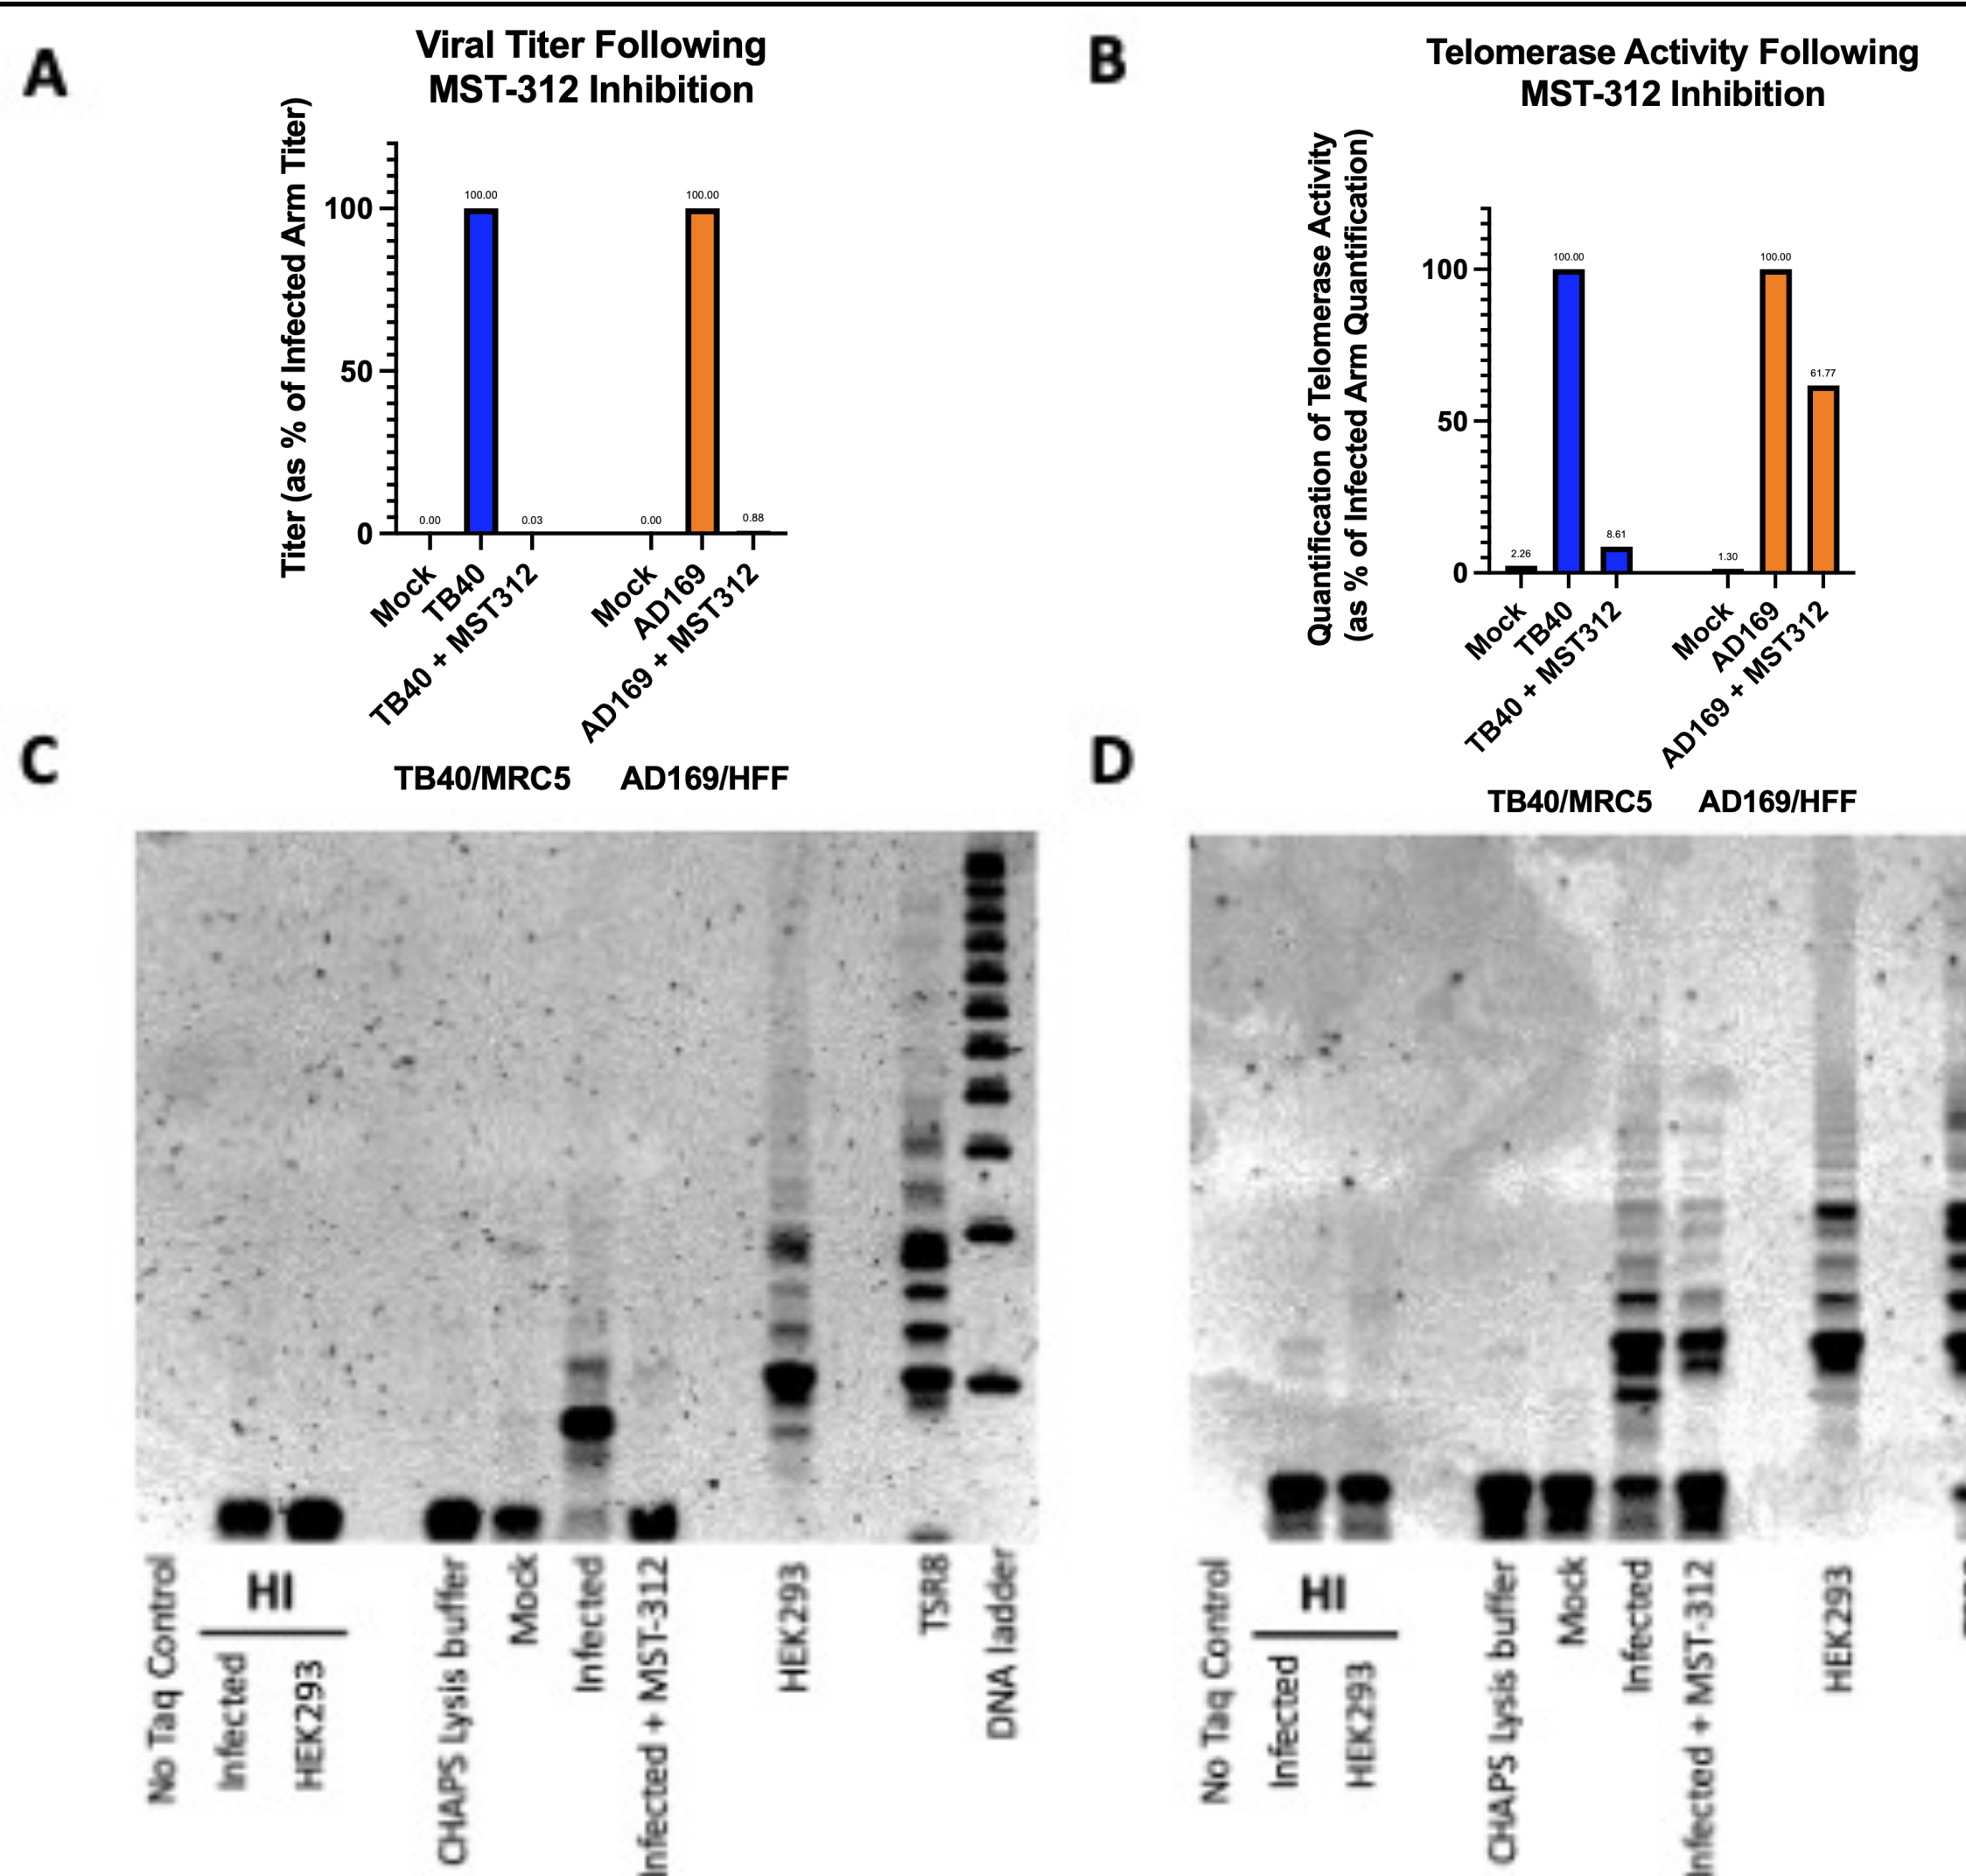 A
Viral Titer Following
MST-312 Inhibition
Titer (as % of Infected Arm Titer)
100
50
0
0.00
100.00
0.03
0.00
100.00
0.88
Mock
TB40
TB40 + MST312
Mock
AD169
AD169 + MST312
TB40/MRC5
AD169/HFF
B
Telomerase Activity Following
MST-312 Inhibition
Quantification of Telomerase Activity
(as % of Infected Arm Quantification)
100
50
0
2.26
100.00
8.61
1.30
100.00
61.77
Mock
TB40
TB40 + MST312
Mock
AD169
AD169 + MST312
TB40/MRC5
AD169/HFF
C
No Taq Control
HI
Infected
HEK293
CHAPS Lysis buffer
Mock
Infected
Infected + MST-312
HEK293
TSR8
DNA ladder
D
No Taq Control
HI
Infected
HEK293
CHAPS Lysis buffer
Mock
Infected
Infected + MST-312
HEK293